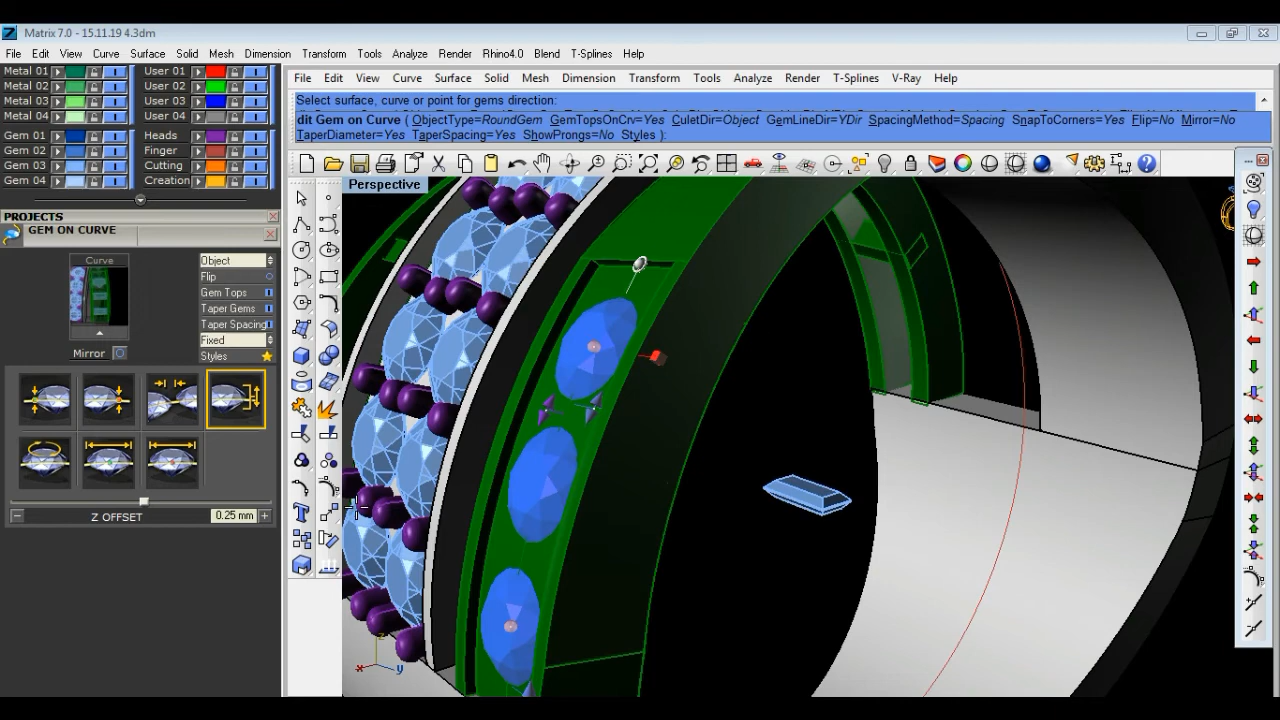 Matrix 7.0 - 15.11.19 4.3dm
File Edit View Curve Surface Solid Mesh Dimension Transform Tools Analyze Render Rhino4.0 Blend T-Splines Help
Metal 01 User 01
Metal 02 User 02
Metal 03 User 03
Metal 04 User 04
Gem 01 Heads
Gem 02 Finger
Gem 03 Cutting
Gem 04 Creation
PROJECTS
GEM ON CURVE
Curve
Mirror
Object
Flip
Gem Tops
Taper Gems
Taper Spacing
Fixed
Styles
Z OFFSET 0.25 mm
File Edit View Curve Surface Solid Mesh Dimension Transform Tools Analyze Render T-Splines V-Ray Help
Select surface, curve or point for gems direction:
dit Gem on Curve ( ObjectType=RoundGem GemTopsOnCrv=Yes CuletDir=Object GemLineDir=YDir SpacingMethod=Spacing SnapToCorners=Yes Flip=No Mirror=No
TaperDiameter=Yes TaperSpacing=Yes ShowProngs=No Styles ):
Perspective
z
x y